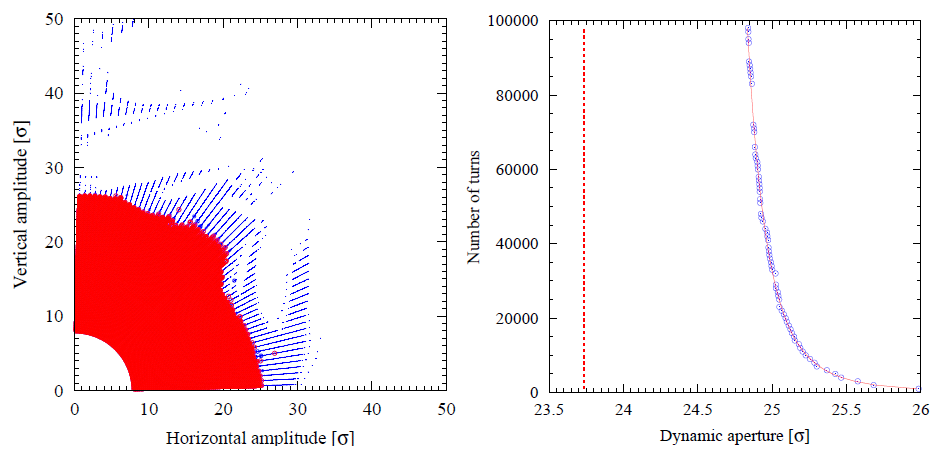 50
40
30
20
10
0
Vertical amplitude [σ]
0 10 20 30 40 50
Horizontal amplitude [σ]
100000
80000
60000
40000
20000
0
Number of turns
23.5 24 24.5 25 25.5 26
Dynamic aperture [σ]